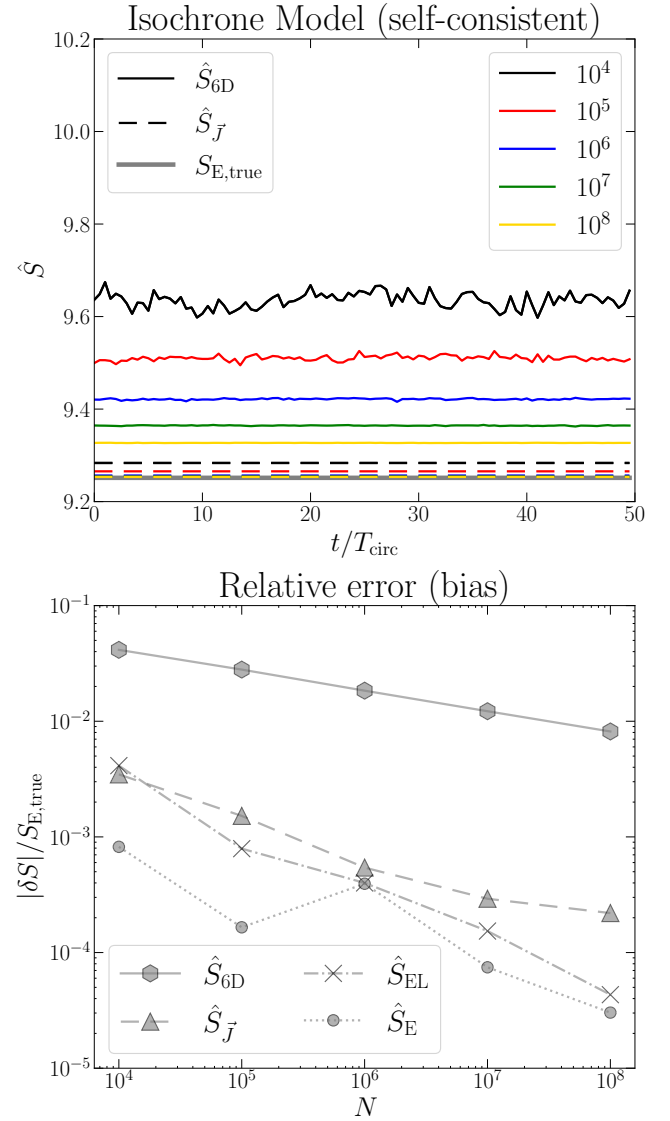 Isochrone Model (self-consistent)
10.2
10.0
9.8
9.6
9.4
9.2
Ŝ
Ŝ_6D
Ŝ_J⃗
S_E,true
10^4
10^5
10^6
10^7
10^8
0 10 20 30 40 50
t/T_circ
Relative error (bias)
10^-1
10^-2
10^-3
10^-4
10^-5
|δS|/S_E,true
Ŝ_6D Ŝ_EL
Ŝ_J⃗ Ŝ_E
10^4 10^5 10^6 10^7 10^8
N